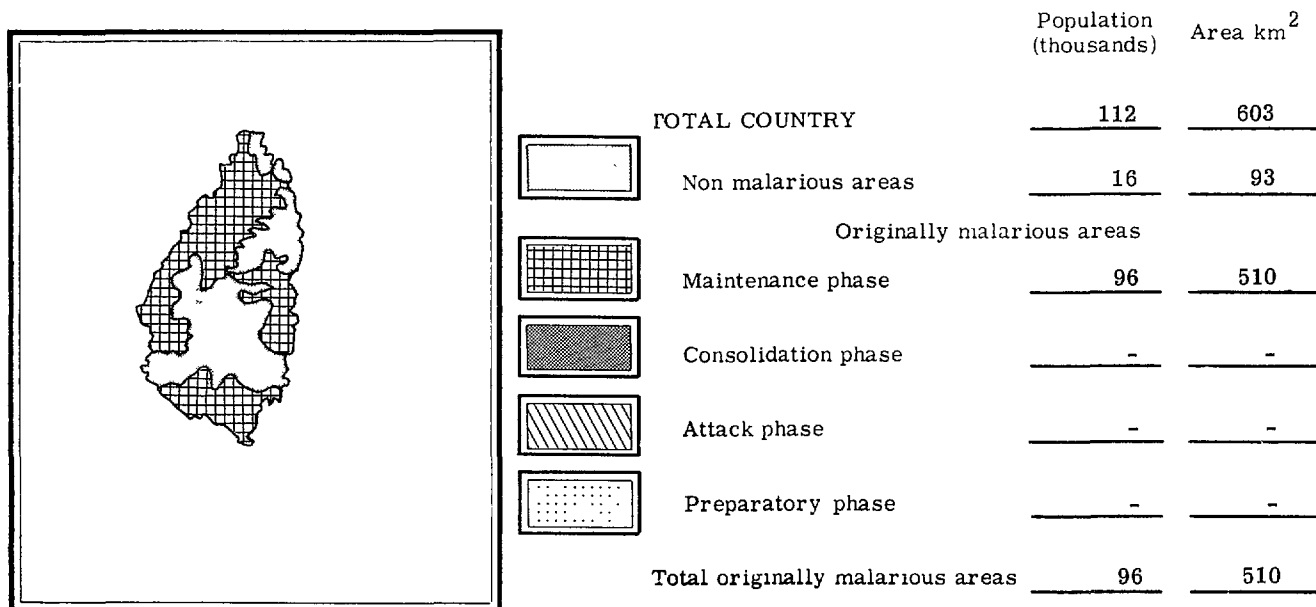 Population
(thousands) Area km²
TOTAL COUNTRY 112 603
Non malarious areas 16 93
Originally malarious areas
Maintenance phase 96 510
Consolidation phase - -
Attack phase - -
Preparatory phase - -
Total originally malarious areas 96 510